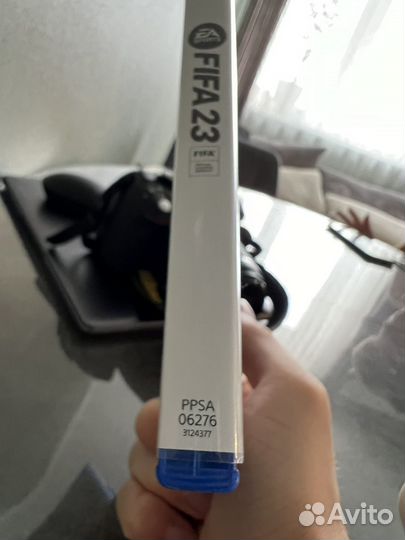 EA
SPORTS
FIFA 23
FIFA
PPSA
06276
3124377
Avito